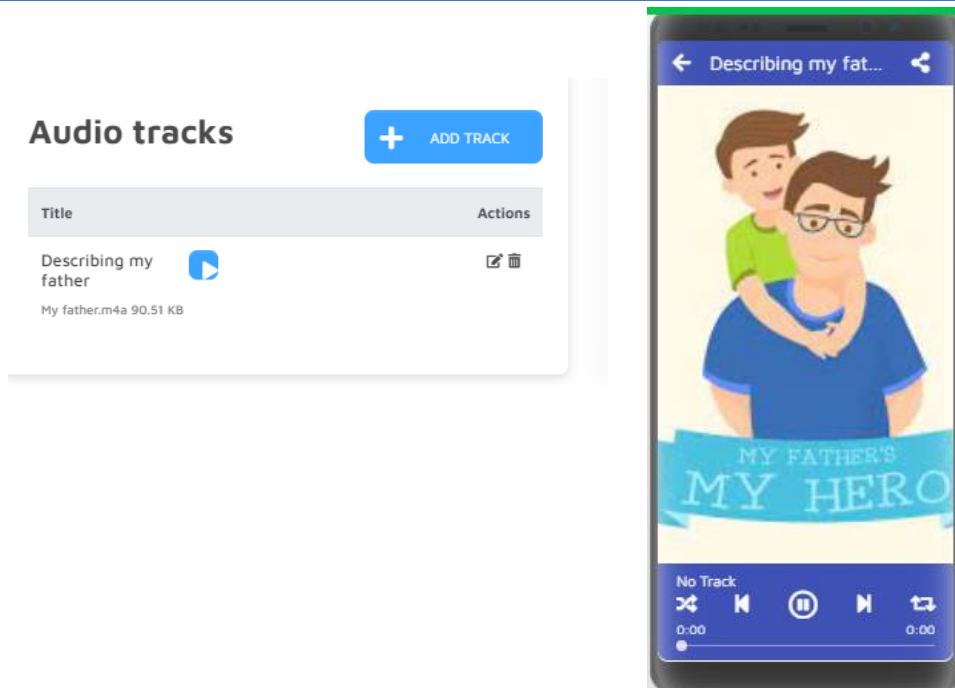 Audio tracks
ADD TRACK
Title
Actions
Describing my
father
My father.m4a 90.51 KB
Describing my fat...
MY FATHER'S
MY HERO
No Track
0:00
0:00